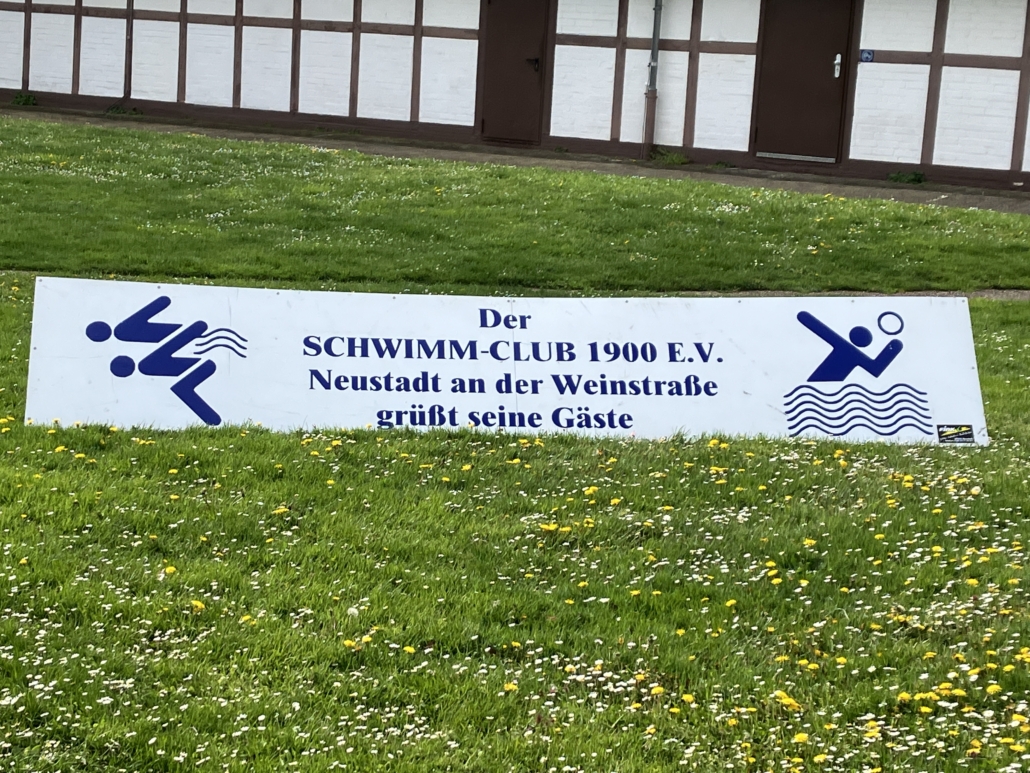 Der
SCHWIMM-CLUB 1900 E.V.
Neustadt an der Weinstraße
grüßt seine Gäste